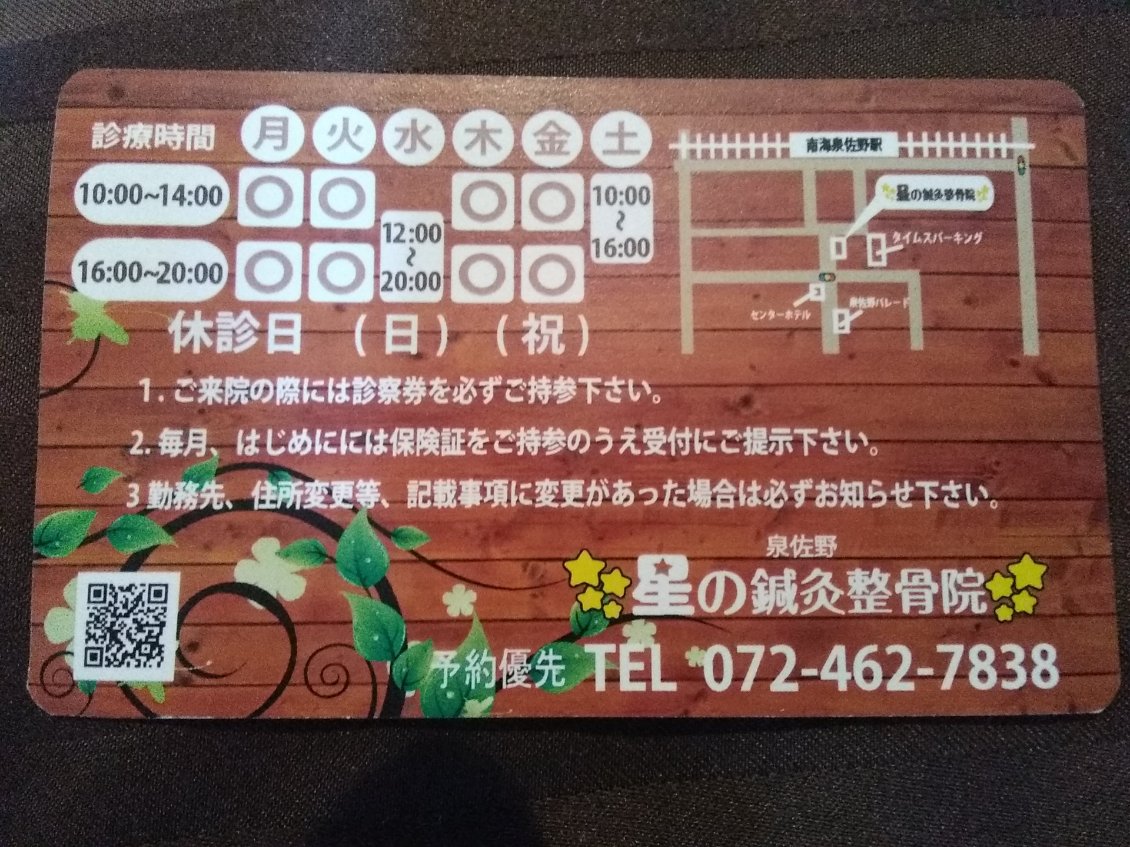 診療時間 月 火 水 木 金 土
10:00~14:00 ○ ○ ○ ○
12:00~20:00
10:00~16:00
16:00~20:00 ○ ○ ○ ○
休診日 (日) (祝)
南海泉佐野駅
星の鍼灸整骨院
タイムスパーキング
センターホテル
泉佐野パレード
1. ご来院の際には診察券を必ずご持参下さい。
2. 毎月、はじめにには保険証をご持参のうえ受付にご提示下さい。
3 勤務先、住所変更等、記載事項に変更があった場合は必ずお知らせ下さい。
泉佐野
星の鍼灸整骨院
予約優先 TEL 072-462-7838